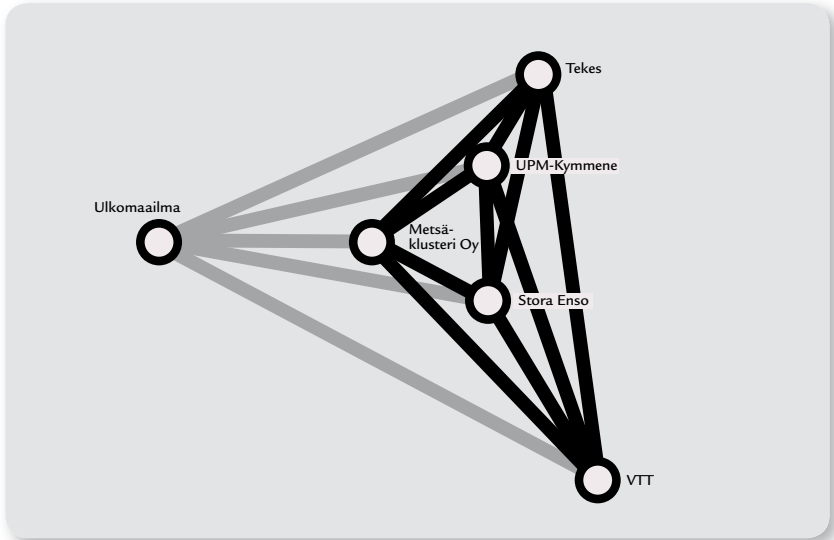 Tekes
UPM-Kymmene
Ulkomaailma
Metsä-
klusteri Oy
Stora Enso
VTT